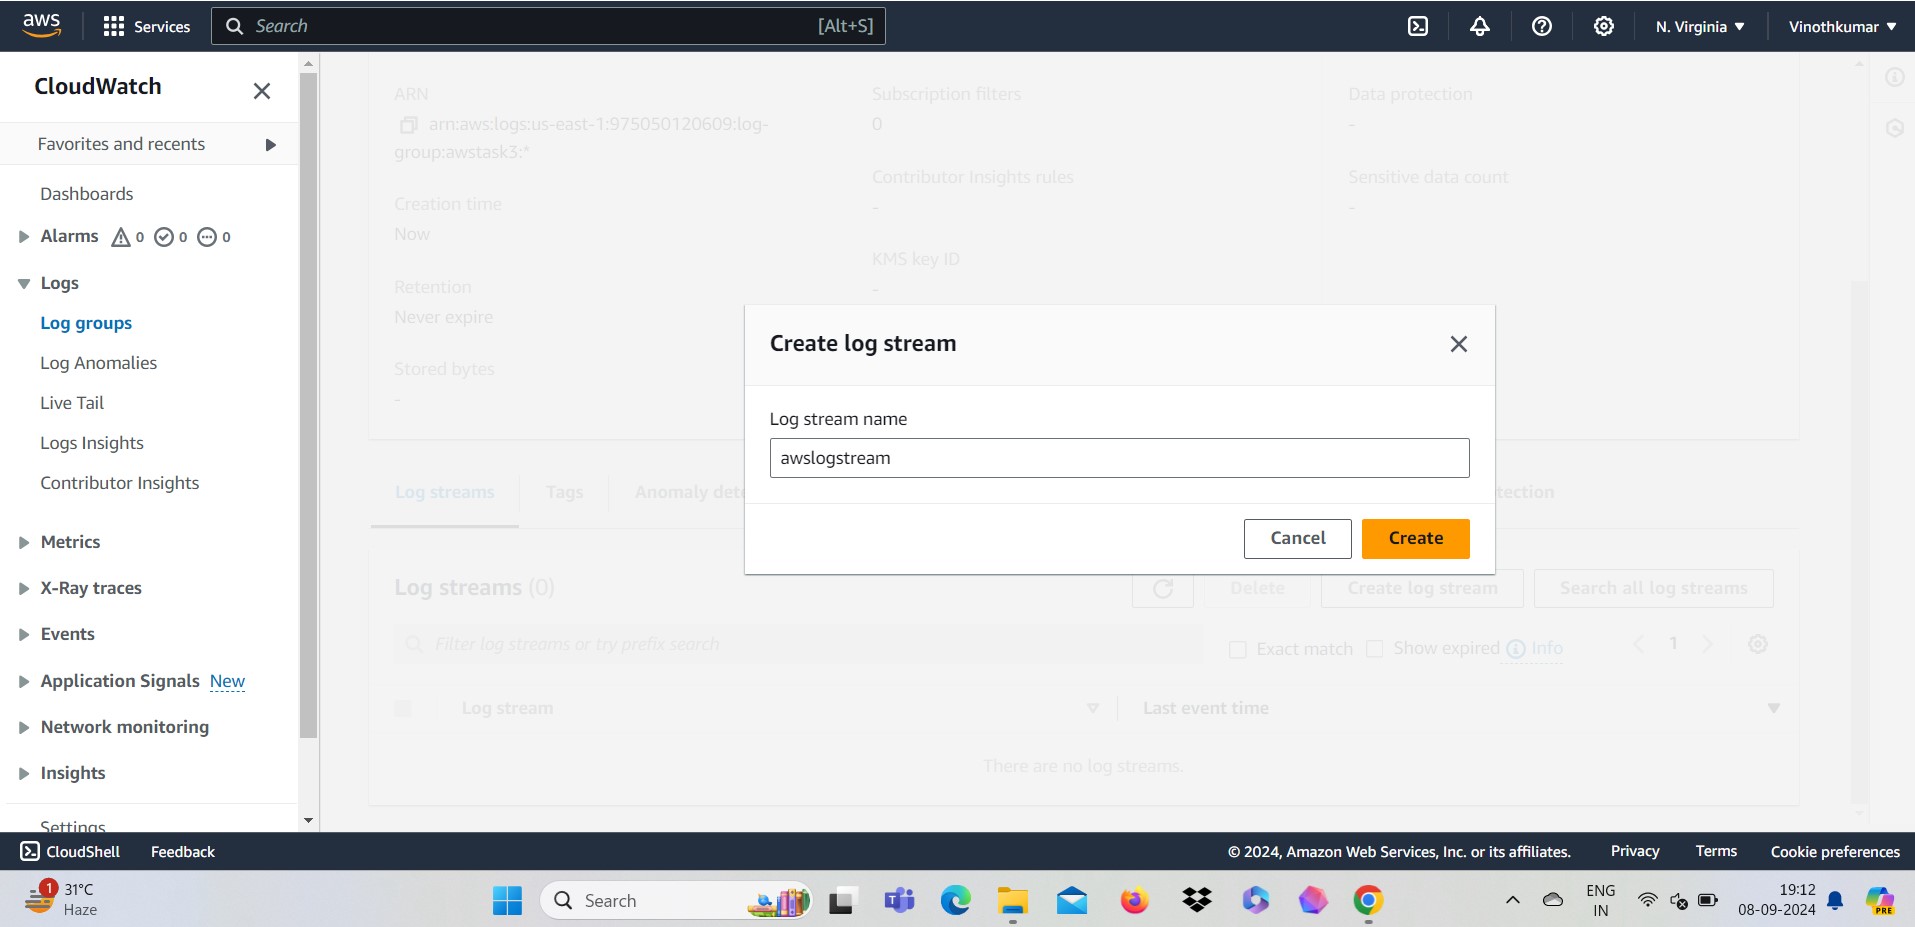 aws
Services
Search
[Alt+S]
N. Virginia
Vinothkumar
CloudWatch
Favorites and recents
Dashboards
Alarms 0 0 0
Logs
Log groups
Log Anomalies
Live Tail
Logs Insights
Contributor Insights
Metrics
X-Ray traces
Events
Application Signals New
Network monitoring
Insights
Settings
ARN
arn:aws:logs:us-east-1:975050120609:log-
group:awstask3:*
Creation time
Now
Retention
Never expire
Stored bytes
-
Subscription filters
0
Contributor Insights rules
-
KMS key ID
-
Data protection
-
Sensitive data count
-
Create log stream
Log stream name
awslogstream
Cancel
Create
Log streams
Tags
Anomaly dete
tection
Log streams (0)
Delete
Create log stream
Search all log streams
Filter log streams or try prefix search
Exact match
Show expired
Info
1
Log stream
Last event time
There are no log streams.
CloudShell
Feedback
© 2024, Amazon Web Services, Inc. or its affiliates.
Privacy
Terms
Cookie preferences
1
31°C
Haze
Search
ENG
IN
19:12
08-09-2024
PRE